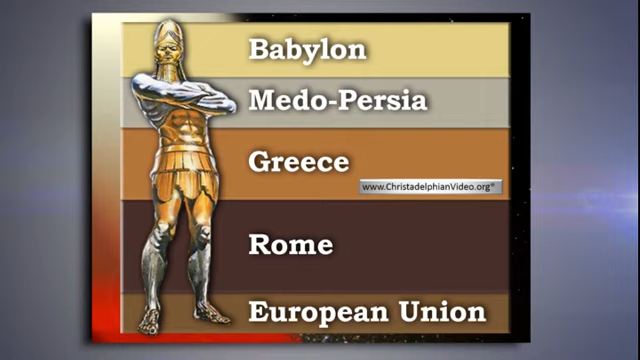 Babylon
Medo-Persia
Greece
www.ChristadelphianVideo.org®
Rome
European Union